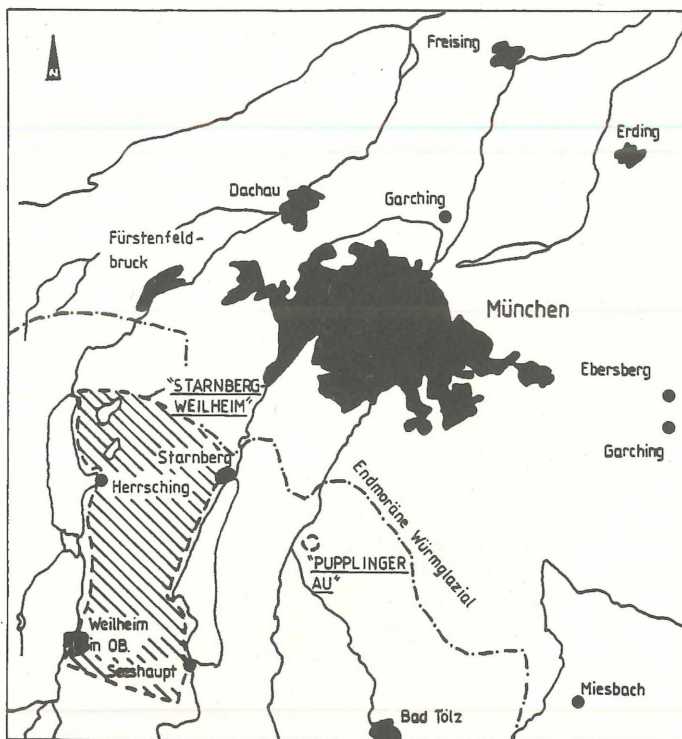 N
Freising
Erding
Dachau
Garching
Fürstenfeld-
bruck
München
"STARNBERG-
WEILHEIM"
Ebersberg
Garching
Starnberg
Herrsching
Endmoräne Würmglazial
"PUPPLINGER
AU"
Weilheim
in OB.
Seeshaupt
Miesbach
Bad Tölz